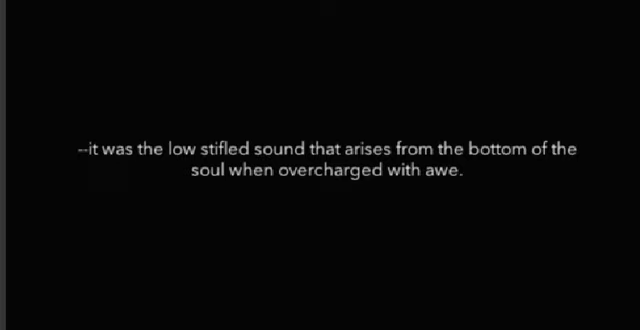 --it was the low stifled sound that arises from the bottom of the
soul when overcharged with awe.